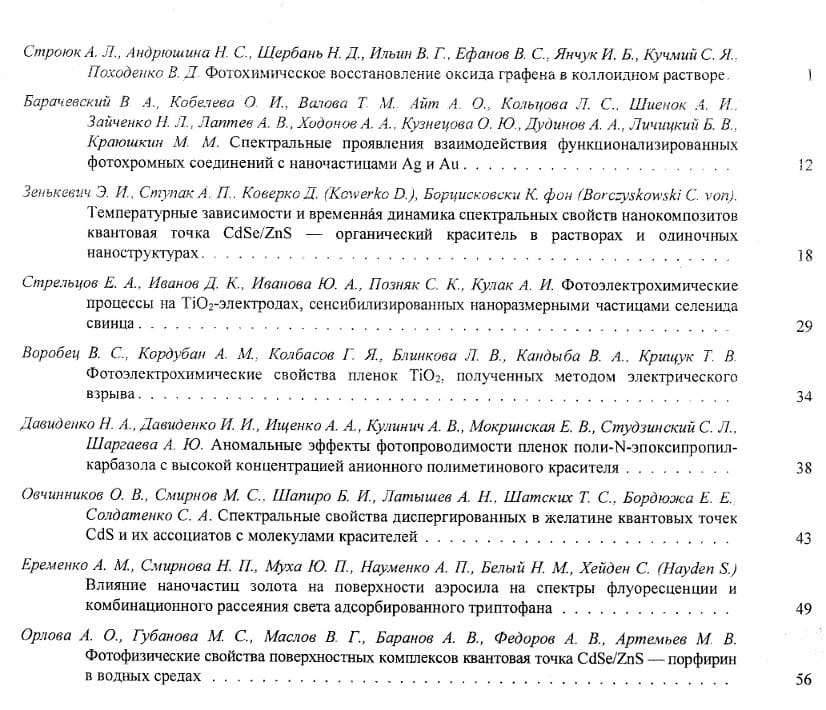 Строюк А. Л., Андрюшина Н. С., Щербань Н. Д., Ильин В. Г., Ефанов В. С., Янчук И. Б., Кучмий С. Я.,
Походенко В. Д. Фотохимическое восстановление оксида графена в коллоидном растворе. 1
Барачевский В. А., Кобелева О. И., Валова Т. М. Айт А. О., Кольцова Л. С., Шиенок А. И.,
Зайченко Н. Л., Лаптев А. В., Ходонов А. А., Кузнецова О. Ю., Дудинов А. А., Личицкий Б. В.,
Краюшкин М. М. Спектральные проявления взаимодействия функционализированных
фотохромных соединений с наночастицами Ag и Au . . . . . . . . . . . . . . . . . . 12
Зенькевич Э. И., Ступак А. П., Коверко Д. (Kowerko D.), Борцисковски К. фон (Borczyskowski C. von).
Температурные зависимости и временна́я динамика спектральных свойств нанокомпозитов
квантовая точка CdSe/ZnS — органический краситель в растворах и одиночных
наноструктурах. . . . . . . . . . . . . . . . . . . . . . . . . . . . . . . . . . . 18
Стрельцов Е. А., Иванов Д. К., Иванова Ю. А., Позняк С. К., Кулак А. И. Фотоэлектрохимические
процессы на TiO₂-электродах, сенсибилизированных наноразмерными частицами селенида
свинца . . . . . . . . . . . . . . . . . . . . . . . . . . . . . . . . . . . . . . . 29
Воробец В. С., Кордубан А. М., Колбасов Г. Я., Блинкова Л. В., Кандыба В. А., Крищук Т. В.
Фотоэлектрохимические свойства пленок TiO₂, полученных методом электрического
взрыва. . . . . . . . . . . . . . . . . . . . . . . . . . . . . . . . . . . . . . . 34
Давиденко Н. А., Давиденко И. И., Ищенко А. А., Кулинич А. В., Мокринская Е. В., Студзинский С. Л.,
Шаргаева А. Ю. Аномальные эффекты фотопроводимости пленок поли-N-эпоксипропил-
карбазола с высокой концентрацией анионного полиметинового красителя . . . . . . . 38
Овчинников О. В., Смирнов М. С., Шапиро Б. И., Латышев А. Н., Шатских Т. С., Бордюжа Е. Е.
Солдатенко С. А. Спектральные свойства диспергированных в желатине квантовых точек
CdS и их ассоциатов с молекулами красителей . . . . . . . . . . . . . . . . . . . . 43
Еременко А. М., Смирнова Н. П., Муха Ю. П., Науменко А. П., Белый Н. М., Хейден С. (Hayden S.)
Влияние наночастиц золота на поверхности аэросила на спектры флуоресценции и
комбинационного рассеяния света адсорбированного триптофана . . . . . . . . . . . . 49
Орлова А. О., Губанова М. С., Маслов В. Г., Баранов А. В., Федоров А. В., Артемьев М. В.
Фотофизические свойства поверхностных комплексов квантовая точка CdSe/ZnS — порфирин
в водных средах . . . . . . . . . . . . . . . . . . . . . . . . . . . . . . . . . . 56